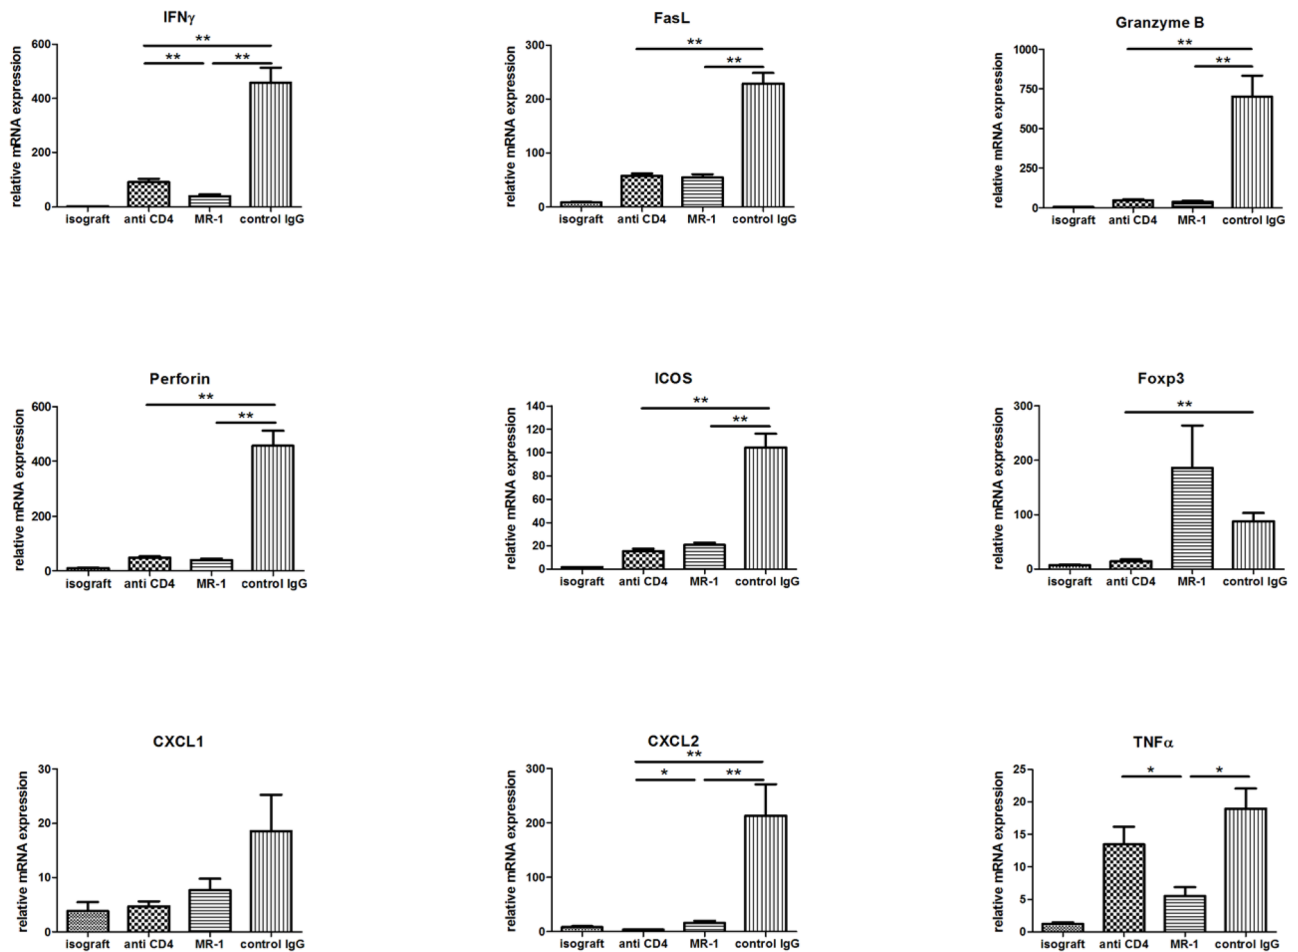 IFNγ
**
** **
600
400
200
0
relative mRNA expression
isograft anti CD4 MR-1 control IgG
FasL
**
**
300
200
100
0
relative mRNA expression
isograft anti CD4 MR-1 control IgG
Granzyme B
**
**
1000
750
500
250
0
relative mRNA expression
isograft anti CD4 MR-1 control IgG
Perforin
**
**
600
400
200
0
relative mRNA expression
isograft anti CD4 MR-1 control IgG
ICOS
**
**
140
120
100
80
60
40
20
0
relative mRNA expression
isograft anti CD4 MR-1 control IgG
Foxp3
**
300
200
100
0
relative mRNA expression
isograft anti CD4 MR-1 control IgG
CXCL1
30
20
10
0
relative mRNA expression
isograft anti CD4 MR-1 control IgG
CXCL2
**
* **
300
200
100
0
relative mRNA expression
isograft anti CD4 MR-1 control IgG
TNFα
* *
25
20
15
10
5
0
relative mRNA expression
isograft anti CD4 MR-1 control IgG